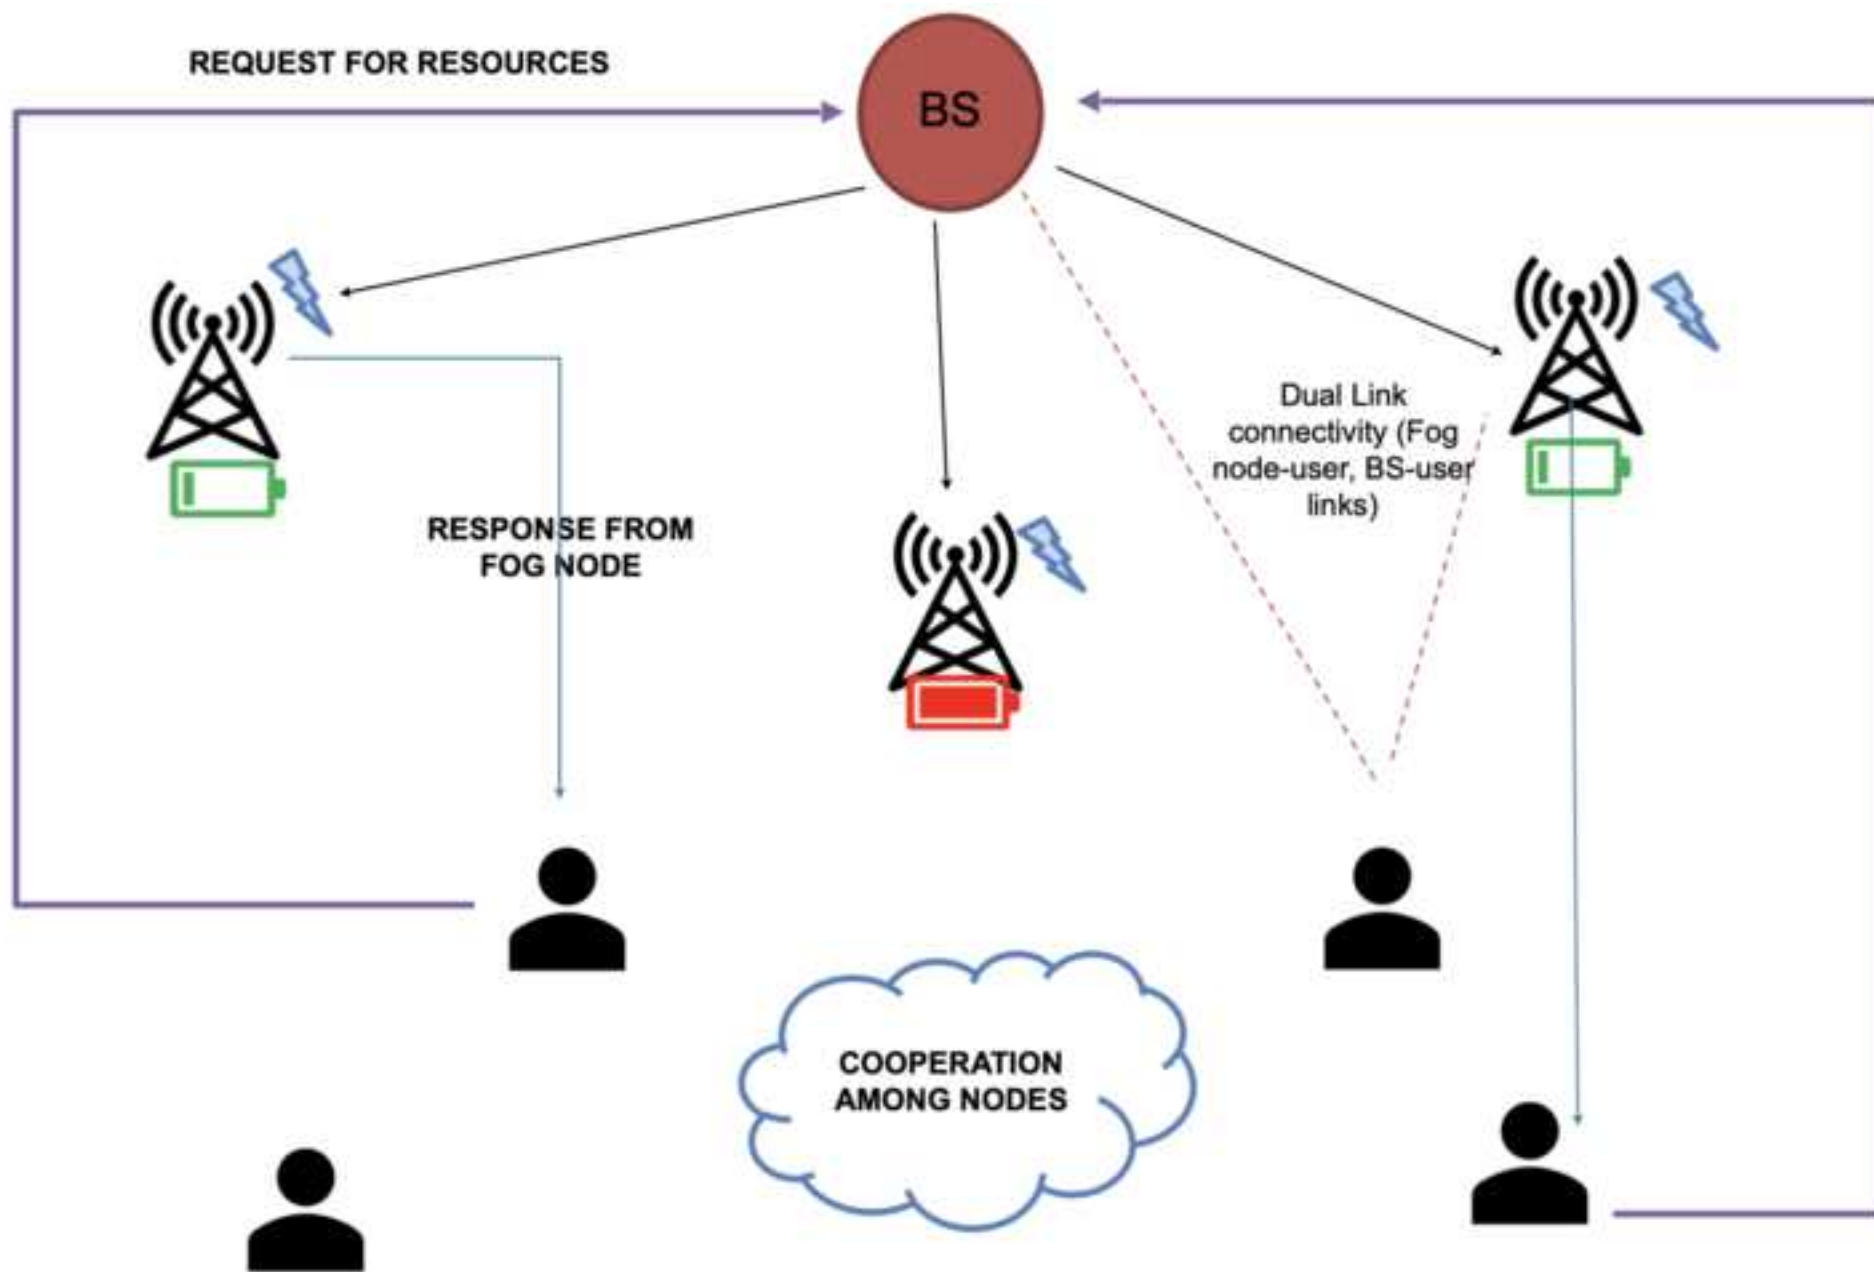 REQUEST FOR RESOURCES
BS
Dual Link
connectivity (Fog
node-user, BS-user
links)
RESPONSE FROM
FOG NODE
COOPERATION
AMONG NODES